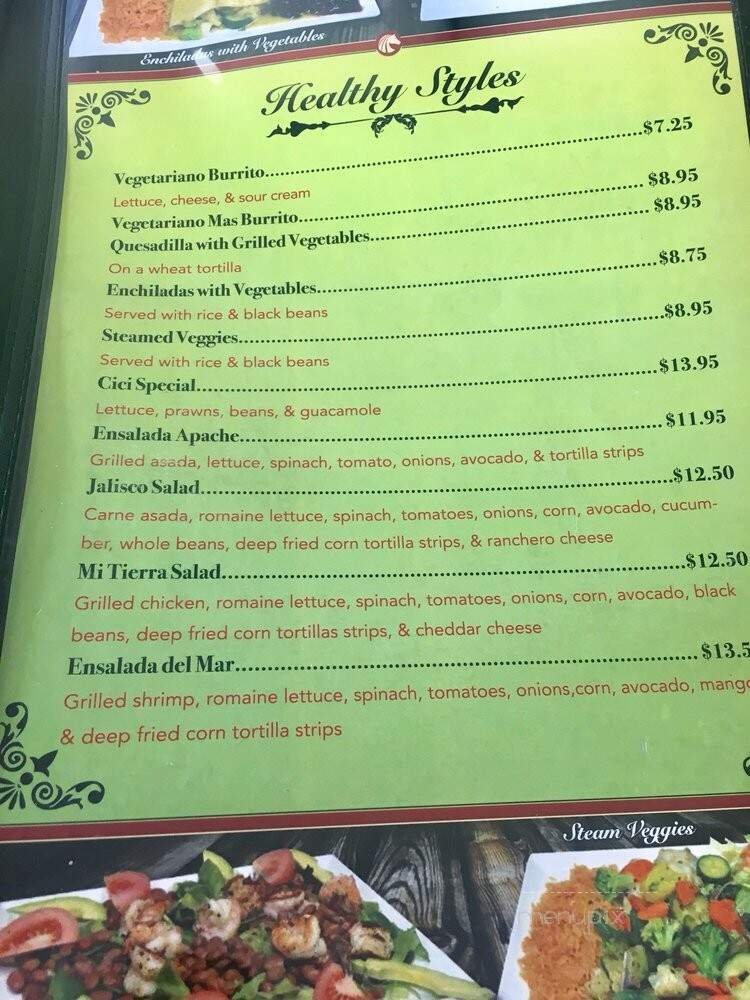 Enchiladas with Vegetables
Healthy Styles
Vegetariano Burrito.....$7.25
Lettuce, cheese, & sour cream
Vegetariano Mas Burrito.....$8.95
Quesadilla with Grilled Vegetables.....$8.95
On a wheat tortilla
Enchiladas with Vegetables.....$8.75
Served with rice & black beans
Steamed Veggies.....$8.95
Served with rice & black beans
Cici Special.....$13.95
Lettuce, prawns, beans, & guacamole
Ensalada Apache.....$11.95
Grilled asada, lettuce, spinach, tomato, onions, avocado, & tortilla strips
Jalisco Salad.....$12.50
Carne asada, romaine lettuce, spinach, tomatoes, onions, corn, avocado, cucum-
ber, whole beans, deep fried corn tortilla strips, & ranchero cheese
Mi Tierra Salad.....$12.50
Grilled chicken, romaine lettuce, spinach, tomatoes, onions, corn, avocado, black
beans, deep fried corn tortillas strips, & cheddar cheese
Ensalada del Mar.....$13.5
Grilled shrimp, romaine lettuce, spinach, tomatoes, onions,corn, avocado, mango
& deep fried corn tortilla strips
Steam Veggies
menupix